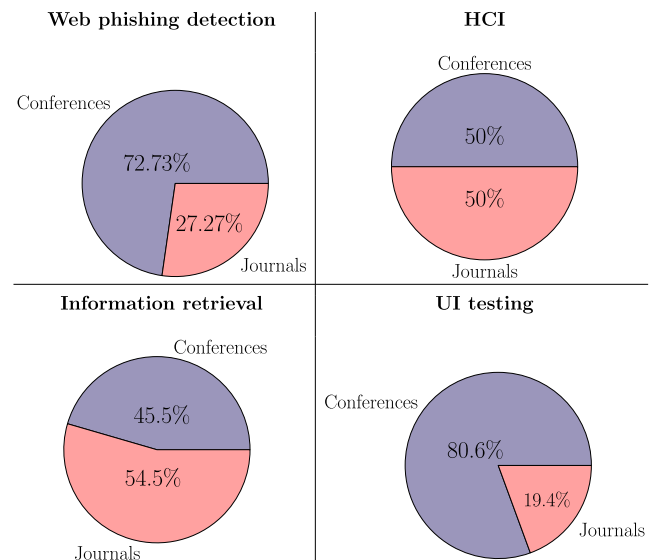 Web phishing detection
Conferences
72.73%
27.27%
Journals
HCI
Conferences
50%
50%
Journals
Information retrieval
Conferences
45.5%
54.5%
Journals
UI testing
Conferences
80.6%
19.4%
Journals